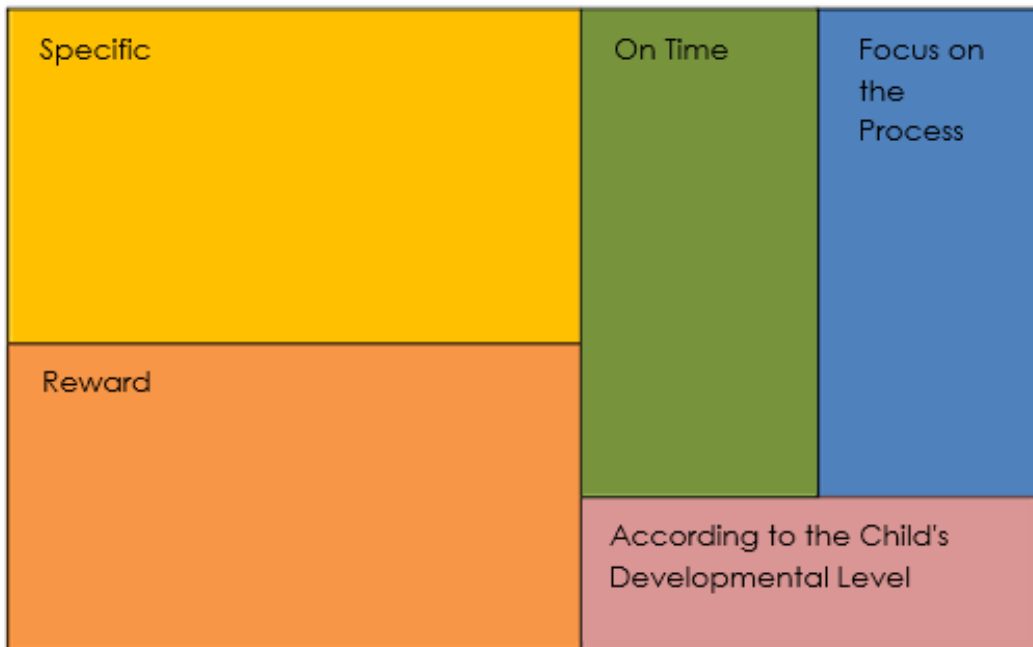 Specific
On Time
Focus on
the
Process
Reward
According to the Child's
Developmental Level